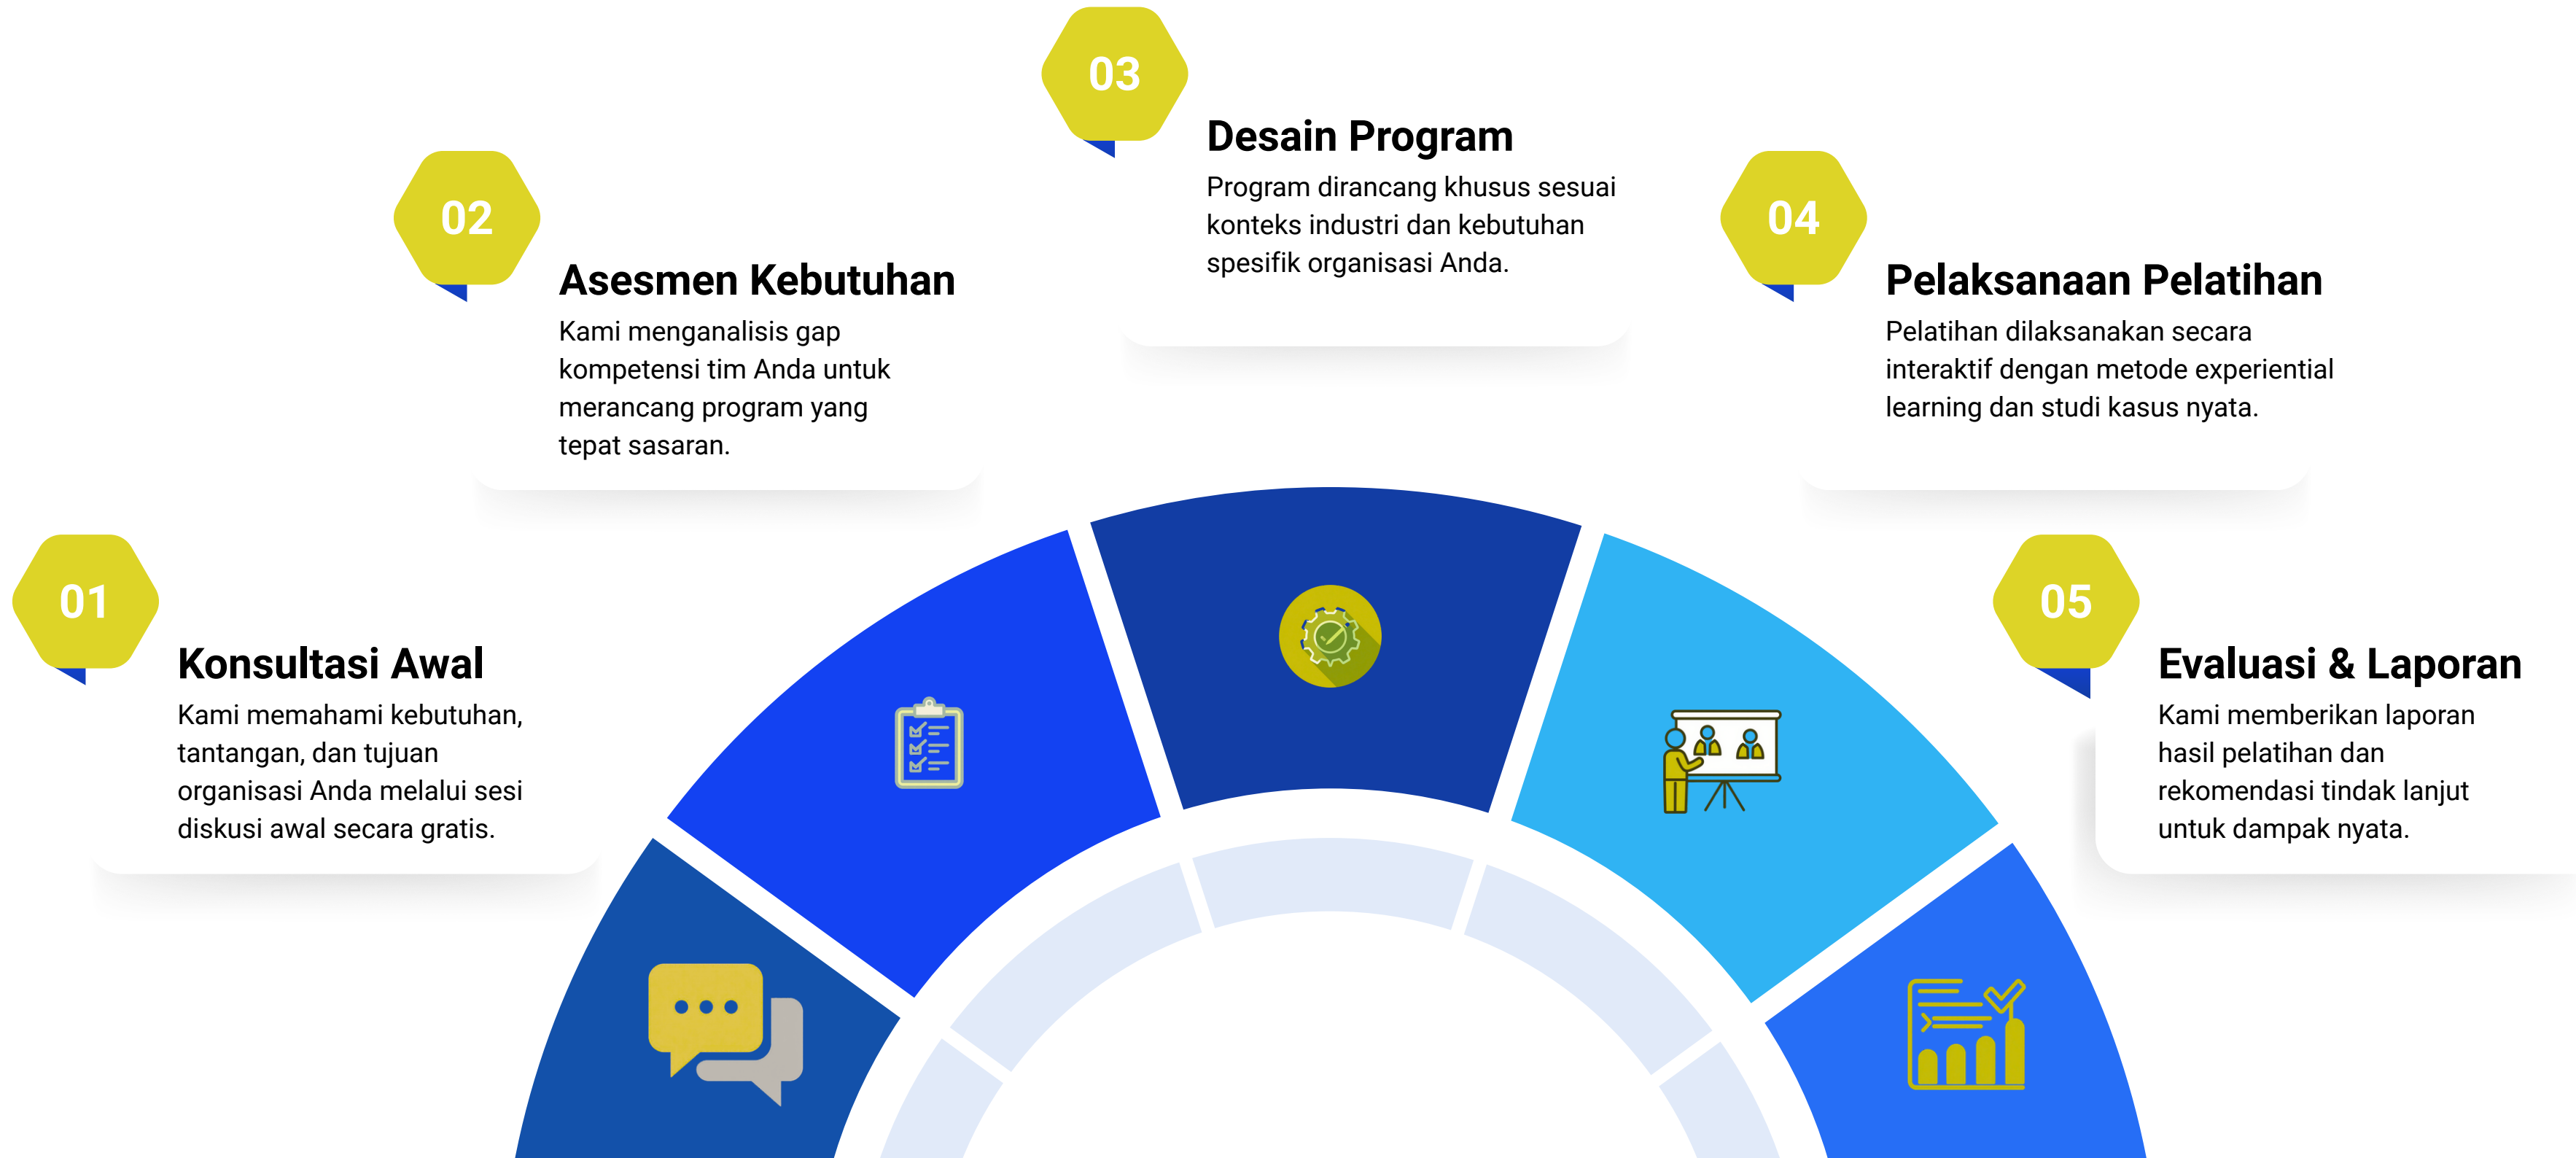 01
Konsultasi Awal
Kami memahami kebutuhan,
tantangan, dan tujuan
organisasi Anda melalui sesi
diskusi awal secara gratis.
02
Asesmen Kebutuhan
Kami menganalisis gap
kompetensi tim Anda untuk
merancang program yang
tepat sasaran.
03
Desain Program
Program dirancang khusus sesuai
konteks industri dan kebutuhan
spesifik organisasi Anda.
04
Pelaksanaan Pelatihan
Pelatihan dilaksanakan secara
interaktif dengan metode experiential
learning dan studi kasus nyata.
05
Evaluasi & Laporan
Kami memberikan laporan
hasil pelatihan dan
rekomendasi tindak lanjut
untuk dampak nyata.